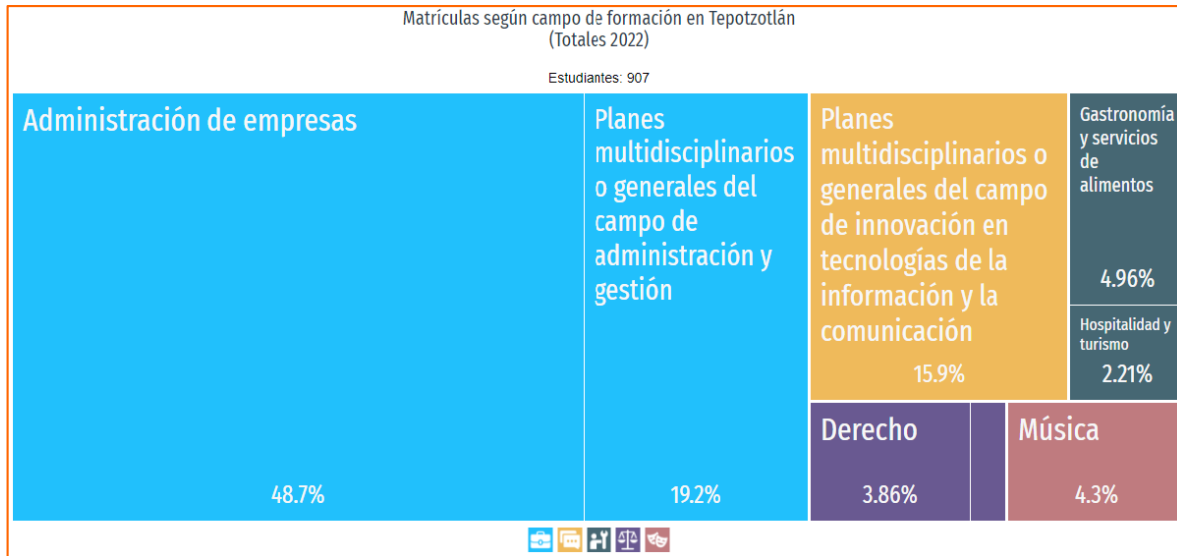 Matrículas según campo de formación en Tepotzotlán
(Totales 2022)
Estudiantes: 907
Administración de empresas
48.7%
Planes
multidisciplinarios
o generales del
campo de
administración y
gestión
19.2%
Planes
multidisciplinarios o
generales del campo
de innovación en
tecnologías de la
información y la
comunicación
15.9%
Gastronomía
y servicios
de
alimentos
4.96%
Hospitalidad y
turismo
2.21%
Derecho
3.86%
Música
4.3%